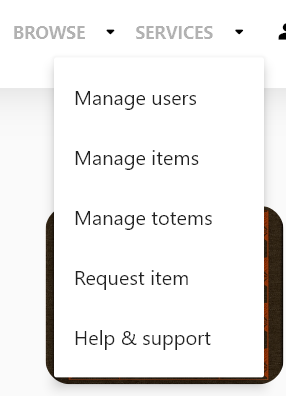 BROWSE SERVICES
Manage users
Manage items
Manage totems
Request item
Help & support